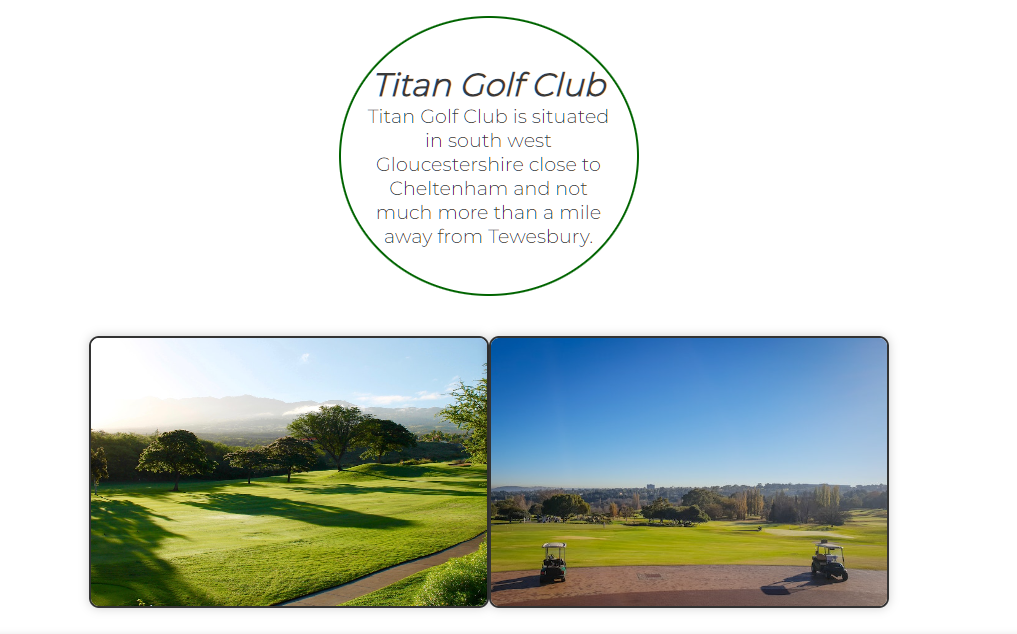 Titan Golf Club
Titan Golf Club is situated
in south west
Gloucestershire close to
Cheltenham and not
much more than a mile
away from Tewesbury.